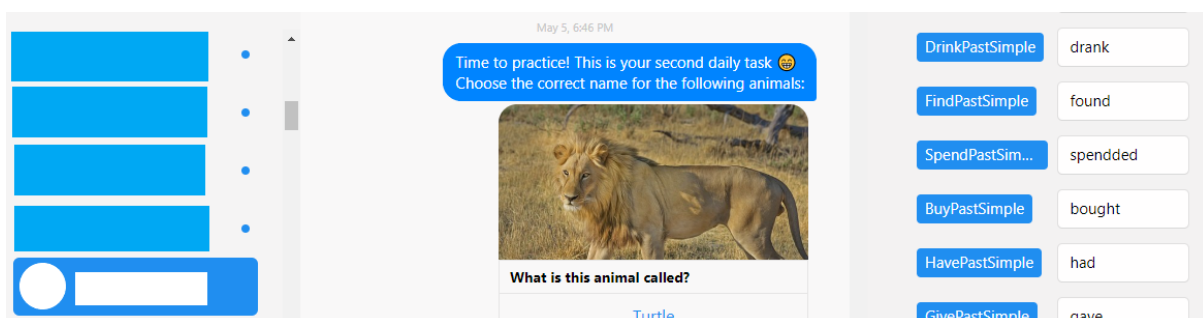 May 5, 6:46 PM
Time to practice! This is your second daily task 😁
Choose the correct name for the following animals:
What is this animal called?
Turtle
DrinkPastSimple drank
FindPastSimple found
SpendPastSim... spendded
BuyPastSimple bought
HavePastSimple had
GivePastSimple gave